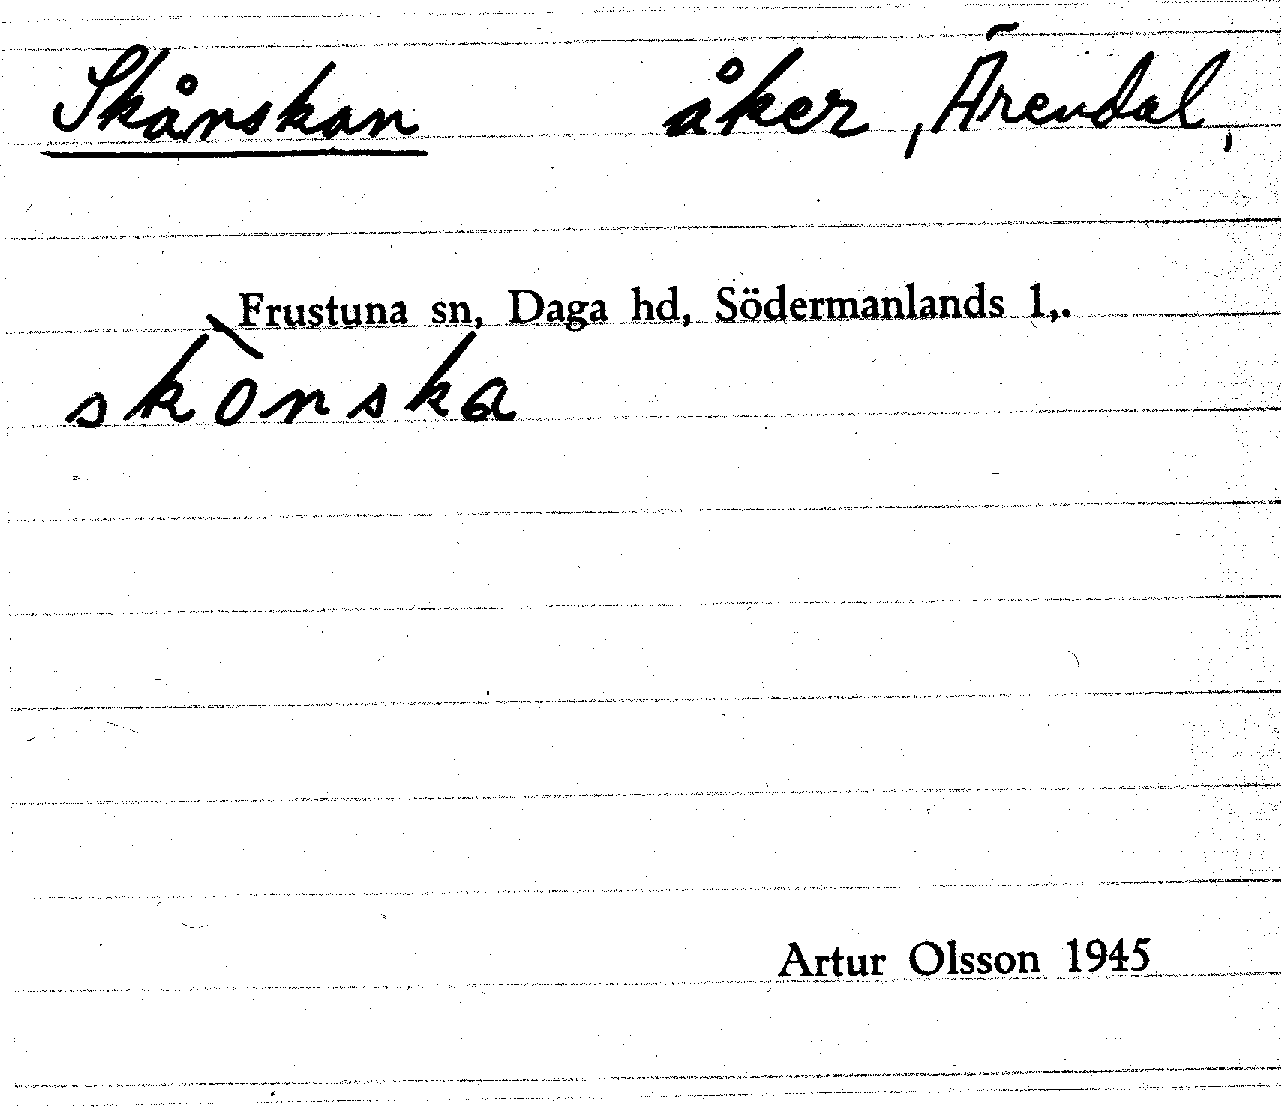 Skånskan åker, Ärendal,
Frustuna sn, Daga hd, Södermanlands l,.
skònska
Artur Olsson 1945